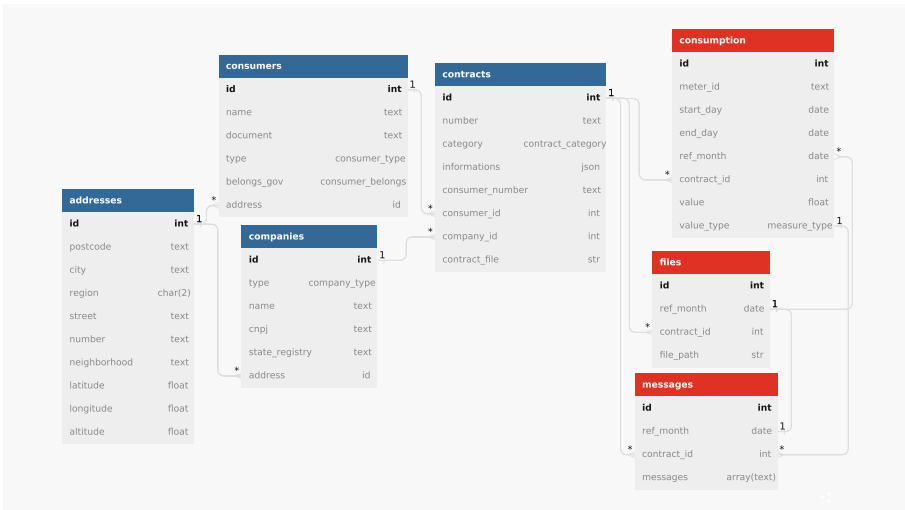 consumers
id int
name text
document text
type consumer_type
belongs_gov consumer_belongs
address id
contracts
id int
number text
category contract_category
informations json
consumer_number text
consumer_id int
company_id int
contract_file str
consumption
id int
meter_id text
start_day date
end_day date
ref_month date
contract_id int
value float
value_type measure_type
addresses
id int
postcode text
city text
region char(2)
street text
number text
neighborhood text
latitude float
longitude float
altitude float
companies
id int
type company_type
name text
cnpj text
state_registry text
address id
files
id int
ref_month date
contract_id int
file_path str
messages
id int
ref_month date
contract_id int
messages array(text)
1
*
1
*
1
*
1
*
*
*
1
*
1
*
1
*